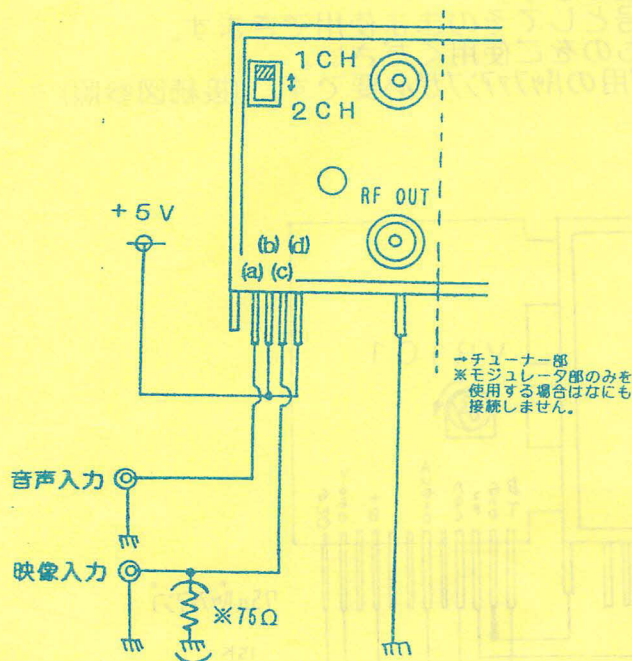 1CH
2CH
RF OUT
+5V
(b) (d)
(a) (c)
→チューナー部
※モジュレータ部のみを
使用する場合はなにも
接続しません。
音声入力
映像入力
※75Ω